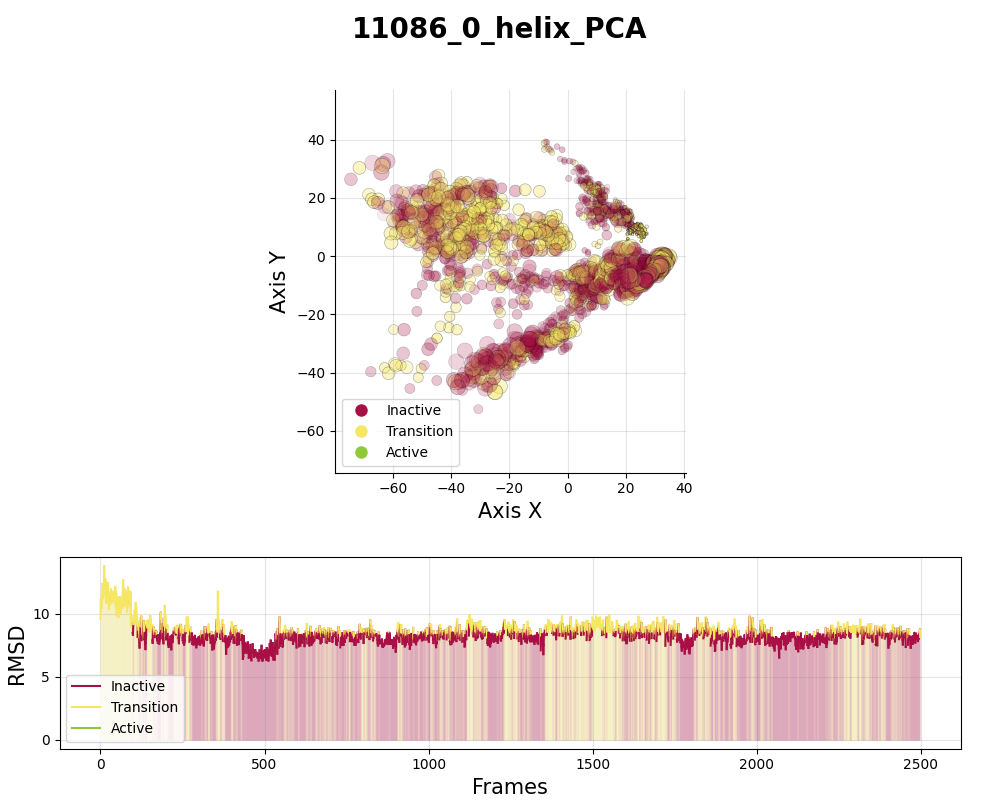 11086_0_helix_PCA
40
20
0
−20
−40
−60
Axis Y
Inactive
Transition
Active
−60 −40 −20 0 20 40
Axis X
10
5
0
RMSD
Inactive
Transition
Active
0 500 1000 1500 2000 2500
Frames